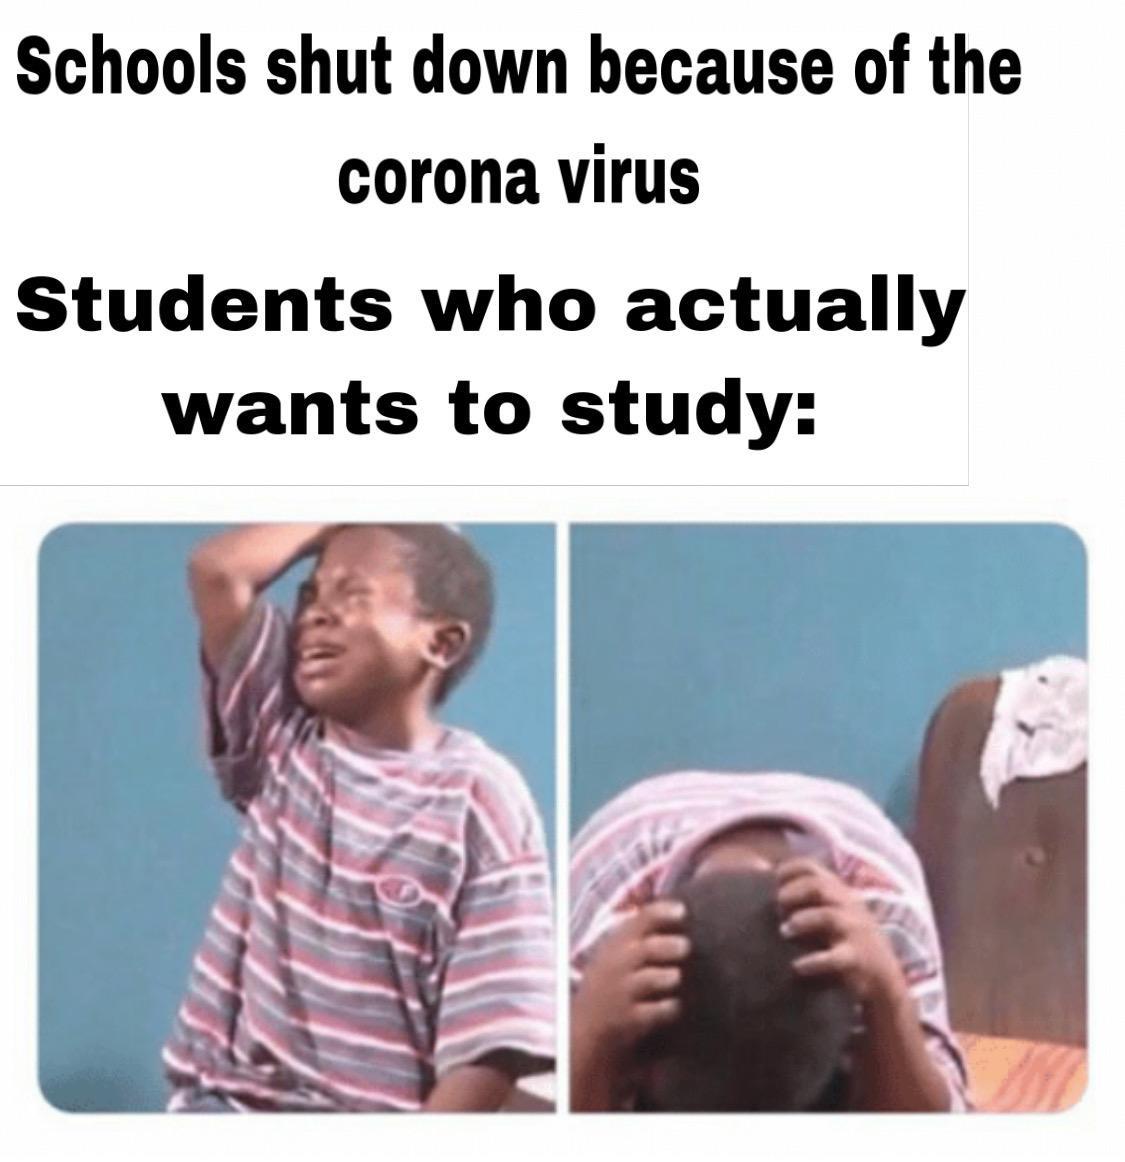 Schools shut down because of the
corona virus
Students who actually
wants to study: